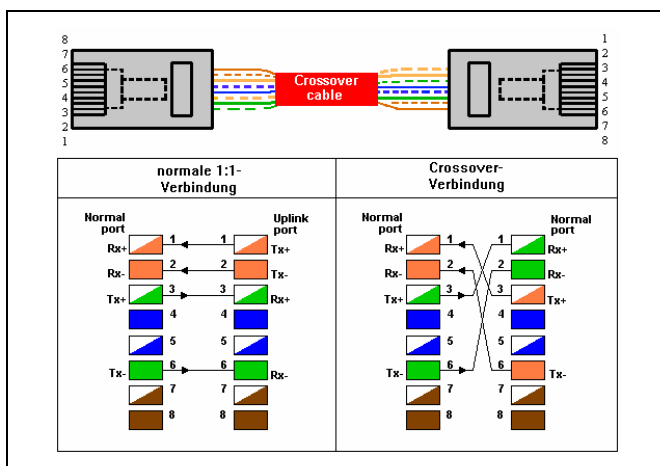 8
7
6
5
4
3
2
1
Crossover
cable
1
2
3
4
5
6
7
8
normale 1:1-
Verbindung
Normal
port
Uplink
port
Rx+ 1 1 Tx+
Rx- 2 2 Tx-
Tx+ 3 3 Rx+
4 4
5 5
Tx- 6 6 Rx-
7 7
8 8
Crossover-
Verbindung
Normal
port
Normal
port
Rx+ 1 1 Rx+
Rx- 2 2 Rx-
Tx+ 3 3 Tx+
4 4
5 5
Tx- 6 6 Tx-
7 7
8 8